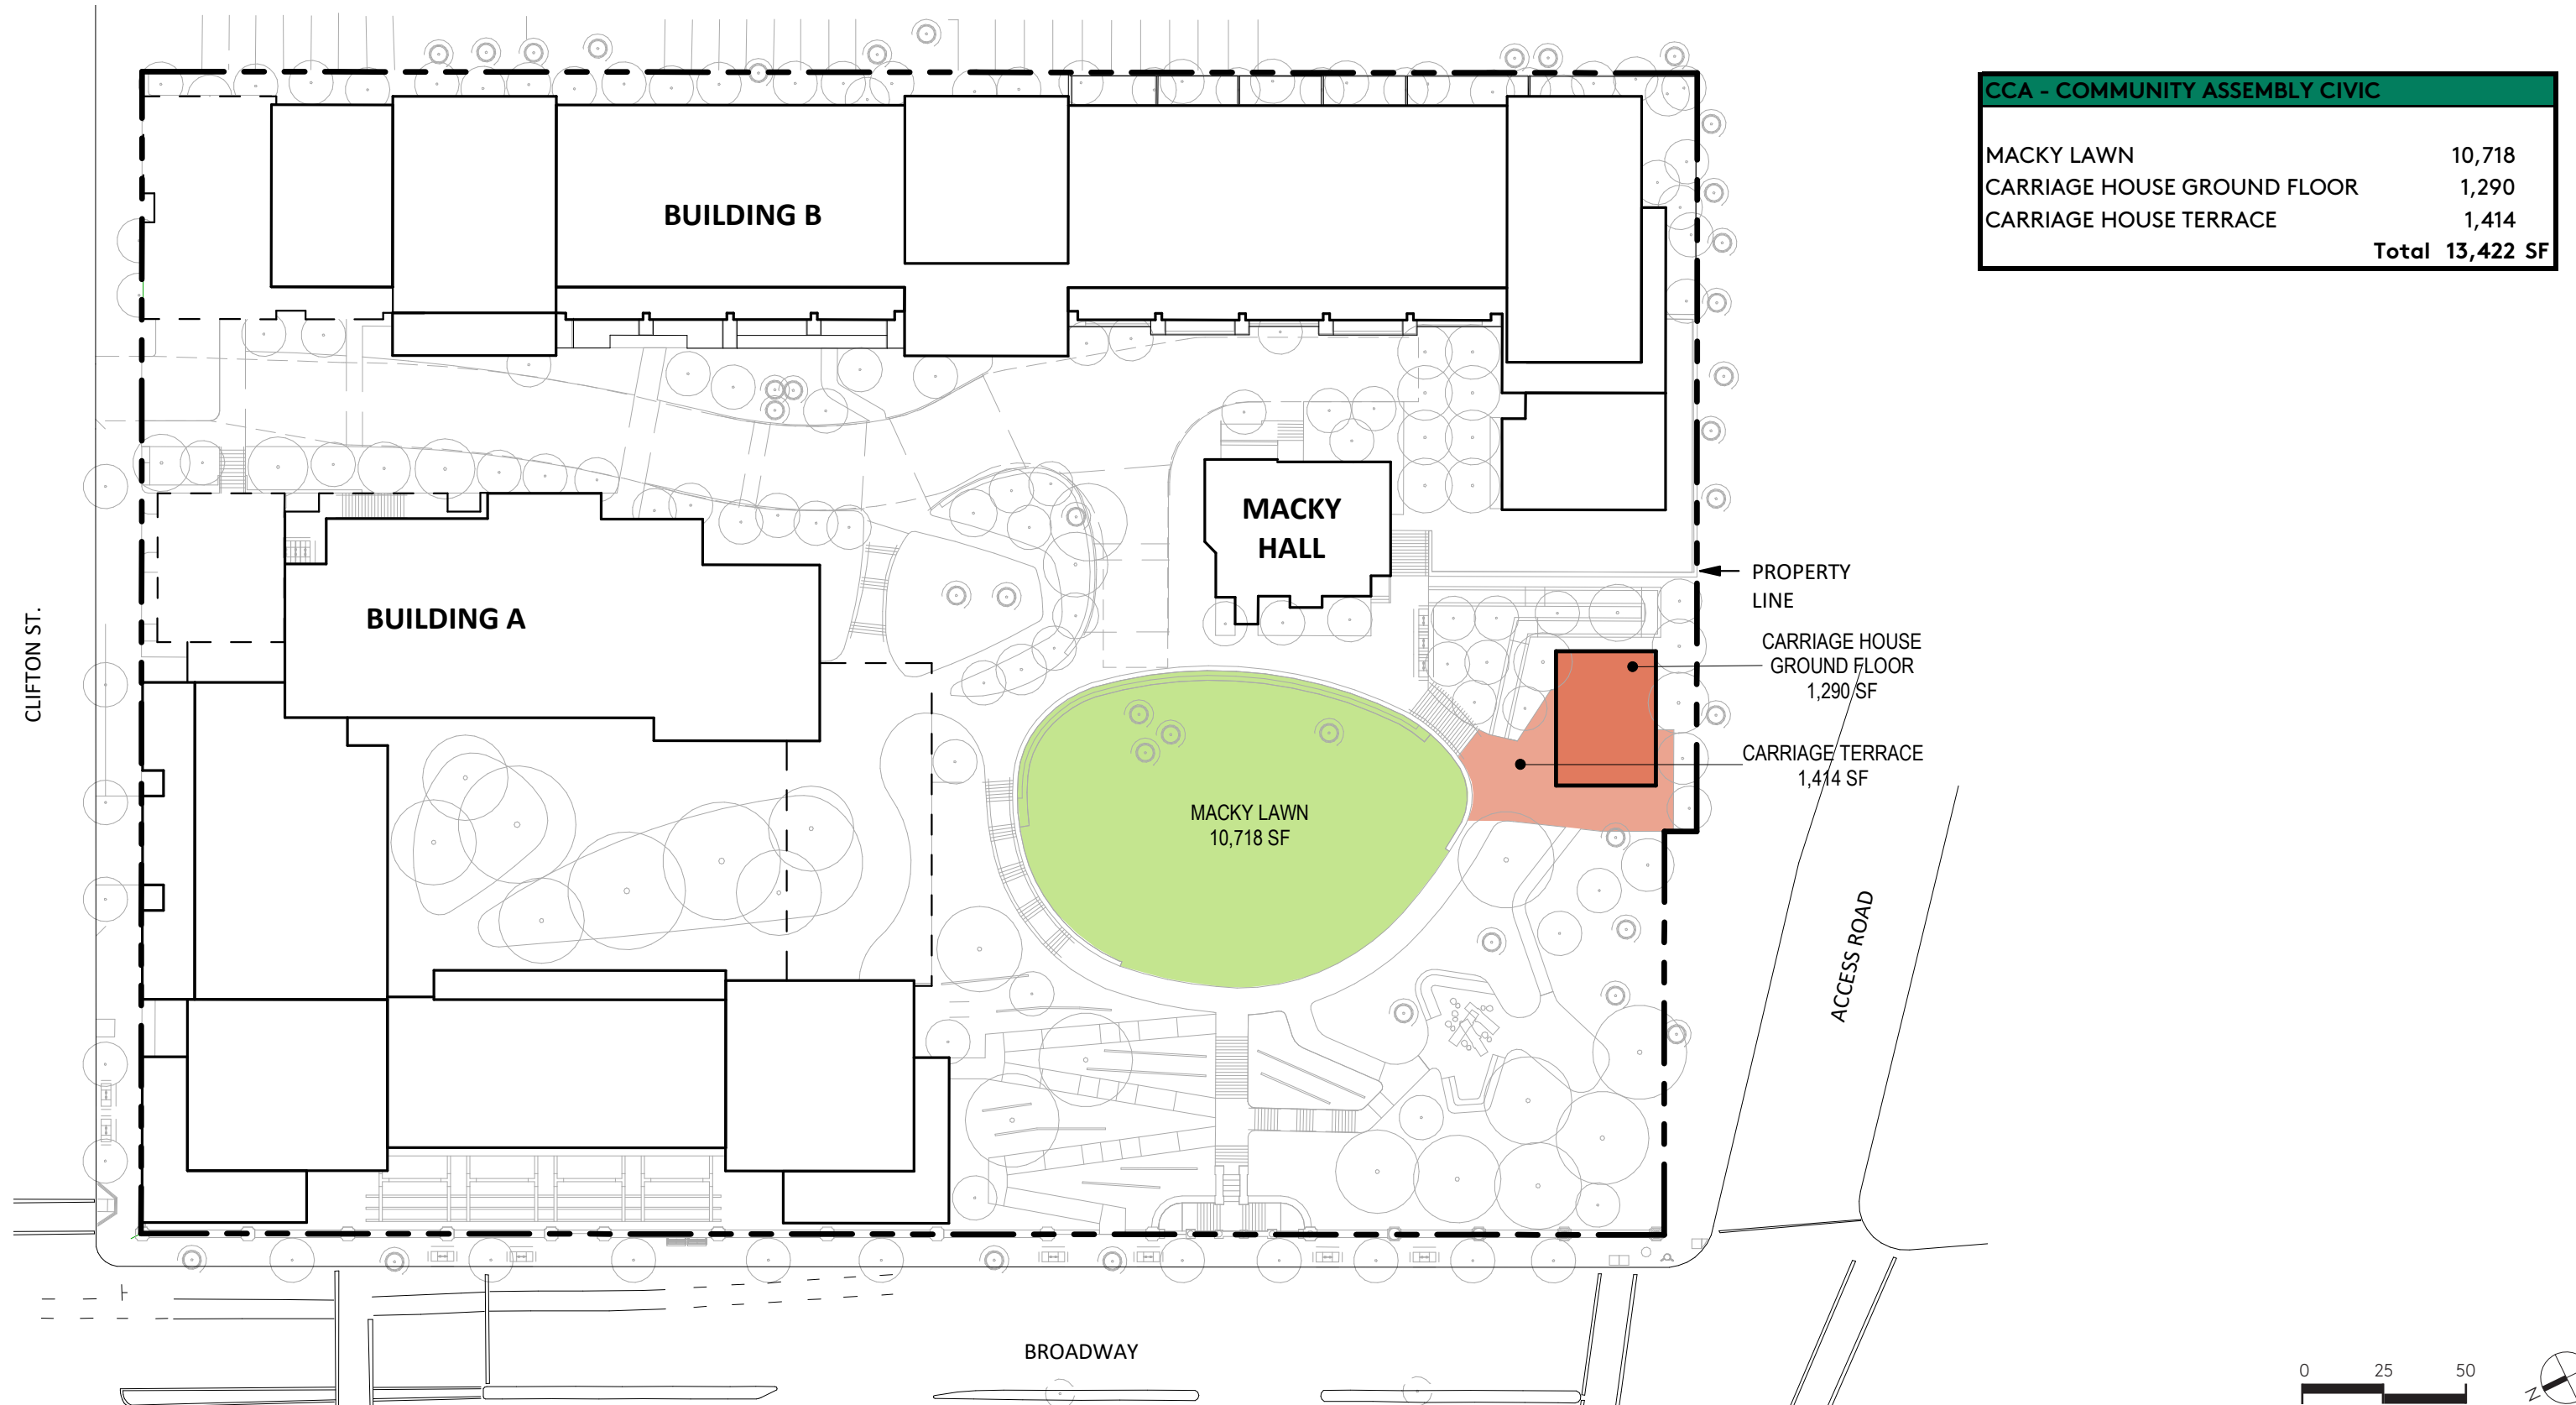 CCA - COMMUNITY ASSEMBLY CIVIC
MACKY LAWN 10,718
CARRIAGE HOUSE GROUND FLOOR 1,290
CARRIAGE HOUSE TERRACE 1,414
Total 13,422 SF
BUILDING B
MACKY
HALL
BUILDING A
CLIFTON ST.
PROPERTY
LINE
CARRIAGE HOUSE
GROUND FLOOR
1,290 SF
CARRIAGE TERRACE
1,414 SF
MACKY LAWN
10,718 SF
ACCESS ROAD
BROADWAY
0 25 50
N